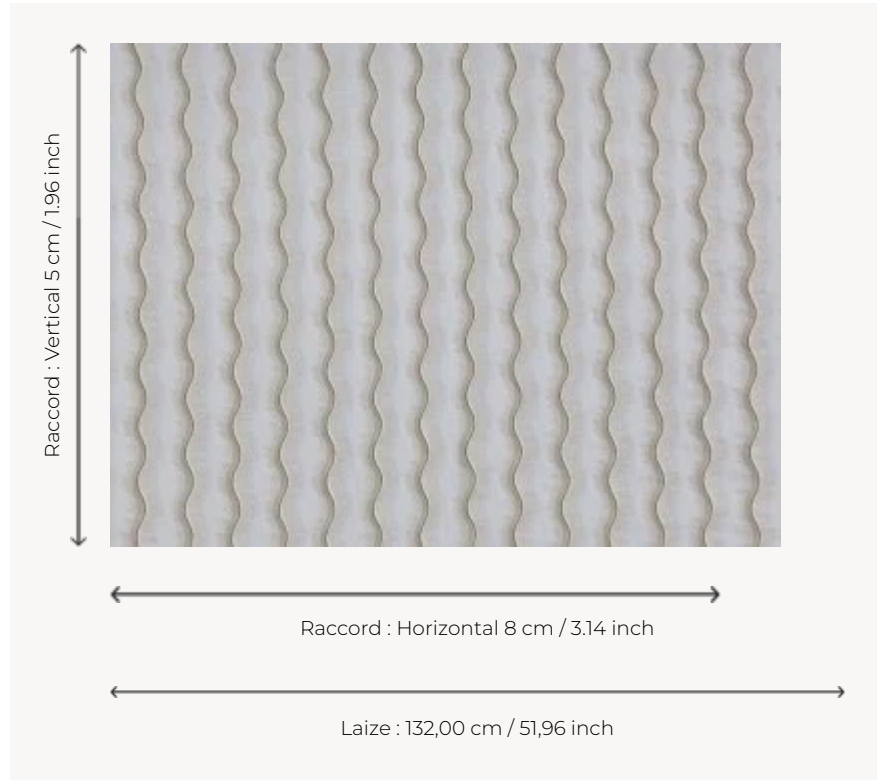 Raccord : Vertical 5 cm / 1.96 inch
Raccord : Horizontal 8 cm / 3.14 inch
Laize : 132,00 cm / 51,96 inch